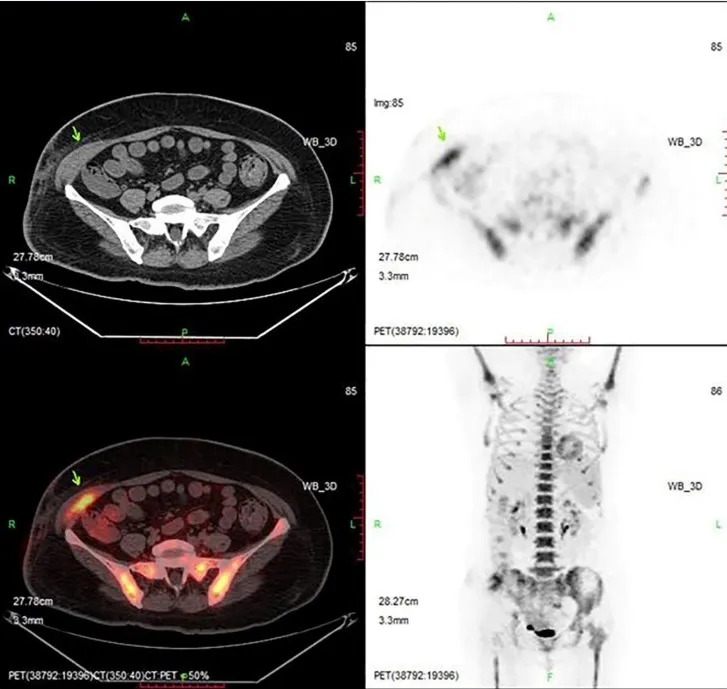 A
85
WB_3D
R
L
27.78cm
3.3mm
CT(350:40)
P
A
85
Img:85
WB_3D
R
L
27.78cm
3.3mm
PET(38792:19396)
P
A
85
WB_3D
R
L
27.78cm
3.3mm
PET(38792:19396)CT(350:40)CT:PET
50%
86
WB_3D
R
L
28.27cm
3.3mm
PET(38792:19396)
F